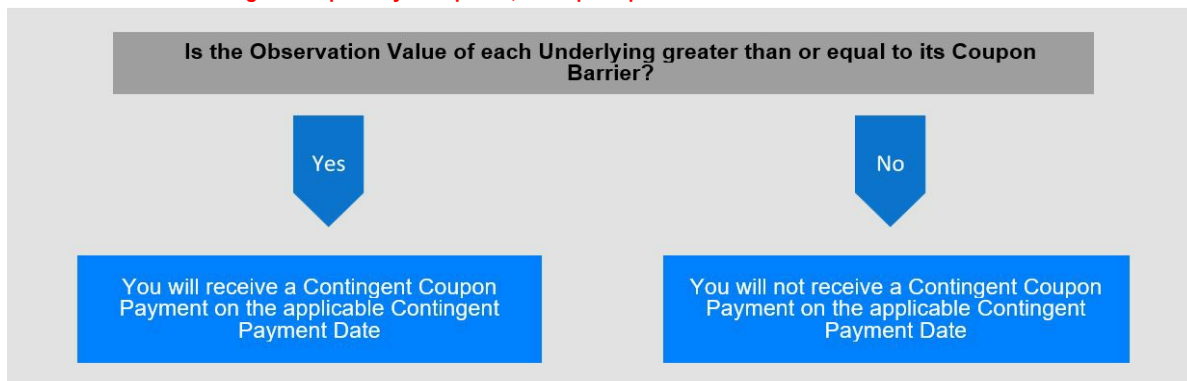 Is the Observation Value of each Underlying greater than or equal to its Coupon
Barrier?
Yes
No
You will receive a Contingent Coupon
Payment on the applicable Contingent
Payment Date
You will not receive a Contingent Coupon
Payment on the applicable Contingent
Payment Date